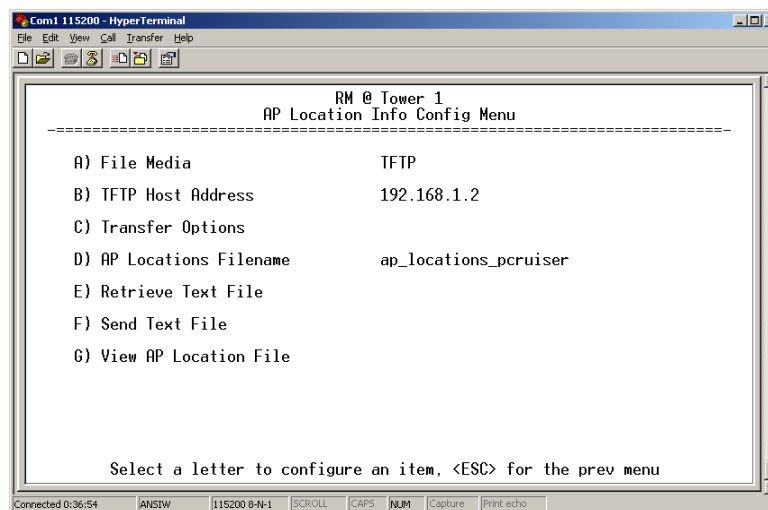 Com1 115200 - HyperTerminal
File Edit View Call Transfer Help
RM @ Tower 1
AP Location Info Config Menu
-==========================================================================-
A) File Media TFTP
B) TFTP Host Address 192.168.1.2
C) Transfer Options
D) AP Locations Filename ap_locations_pcruiser
E) Retrieve Text File
F) Send Text File
G) View AP Location File
Select a letter to configure an item, <ESC> for the prev menu
Connected 0:36:54 ANSIW 115200 8-N-1 SCROLL CAPS NUM Capture Print echo